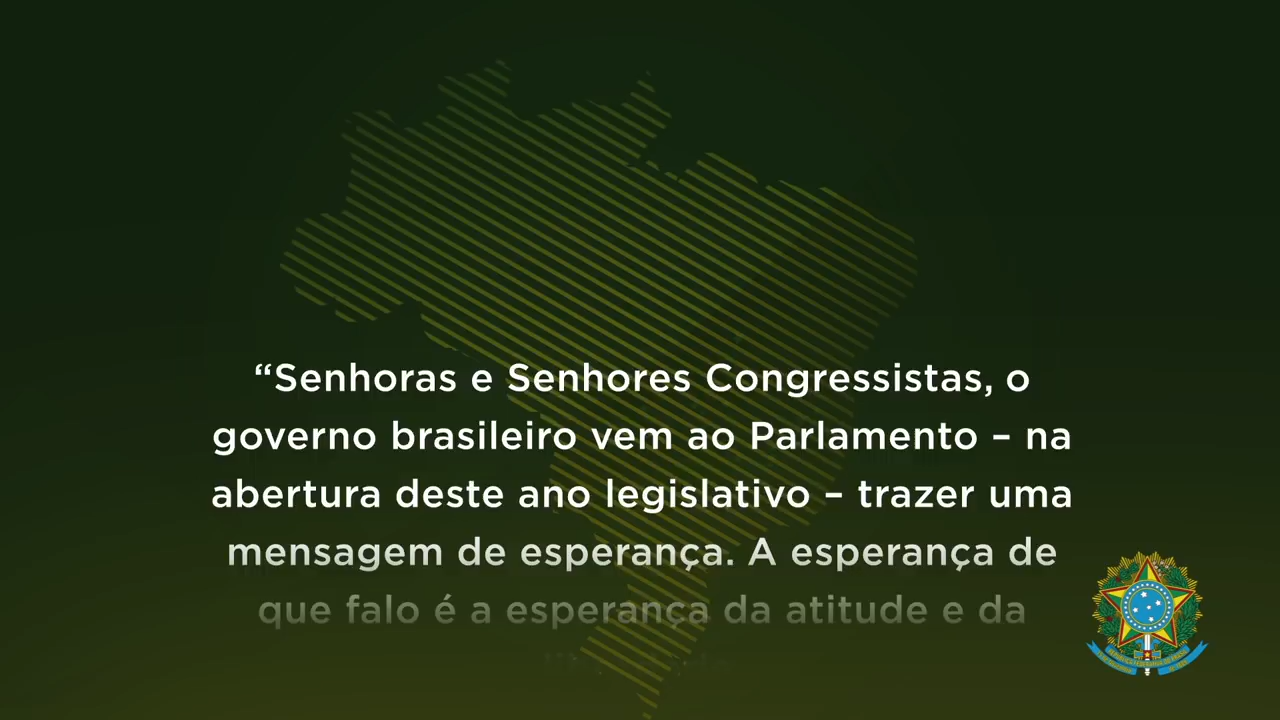 “Senhoras e Senhores Congressistas, o
governo brasileiro vem ao Parlamento – na
abertura deste ano legislativo – trazer uma
mensagem de esperança. A esperança de
que falo é a esperança da atitude e da